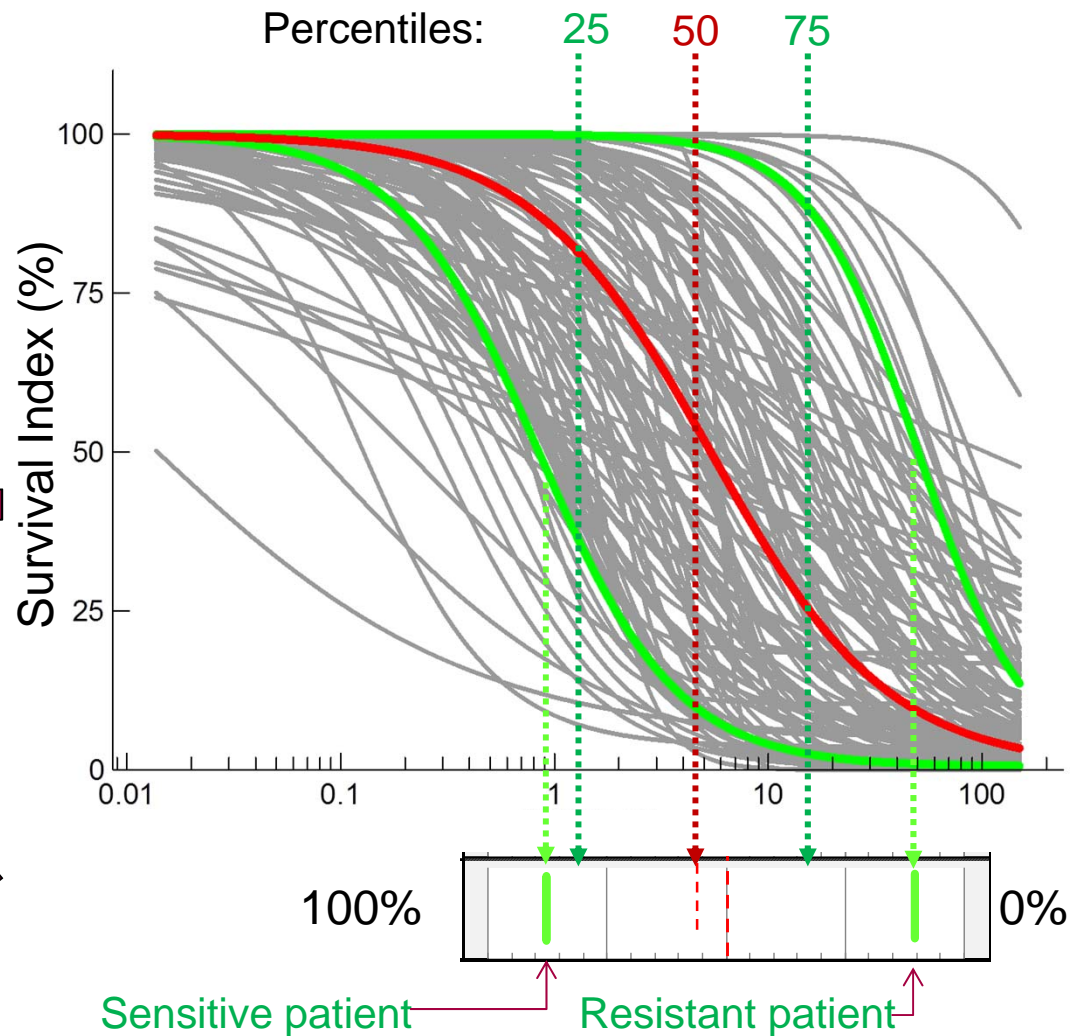 Percentiles: 25 50 75
Survival Index (%)
100
75
50
25
0
0.01 0.1 1 10 100
100% 0%
Sensitive patient Resistant patient